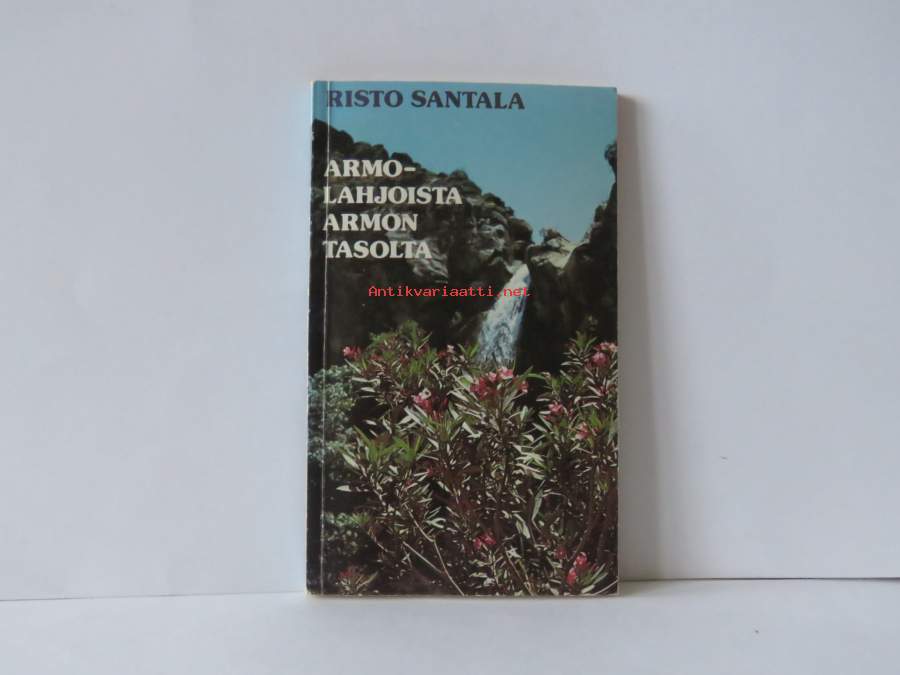 RISTO SANTALA
ARMO-
LAHJOISTA
ARMON
TASOLTA
Antikvariaatti.net